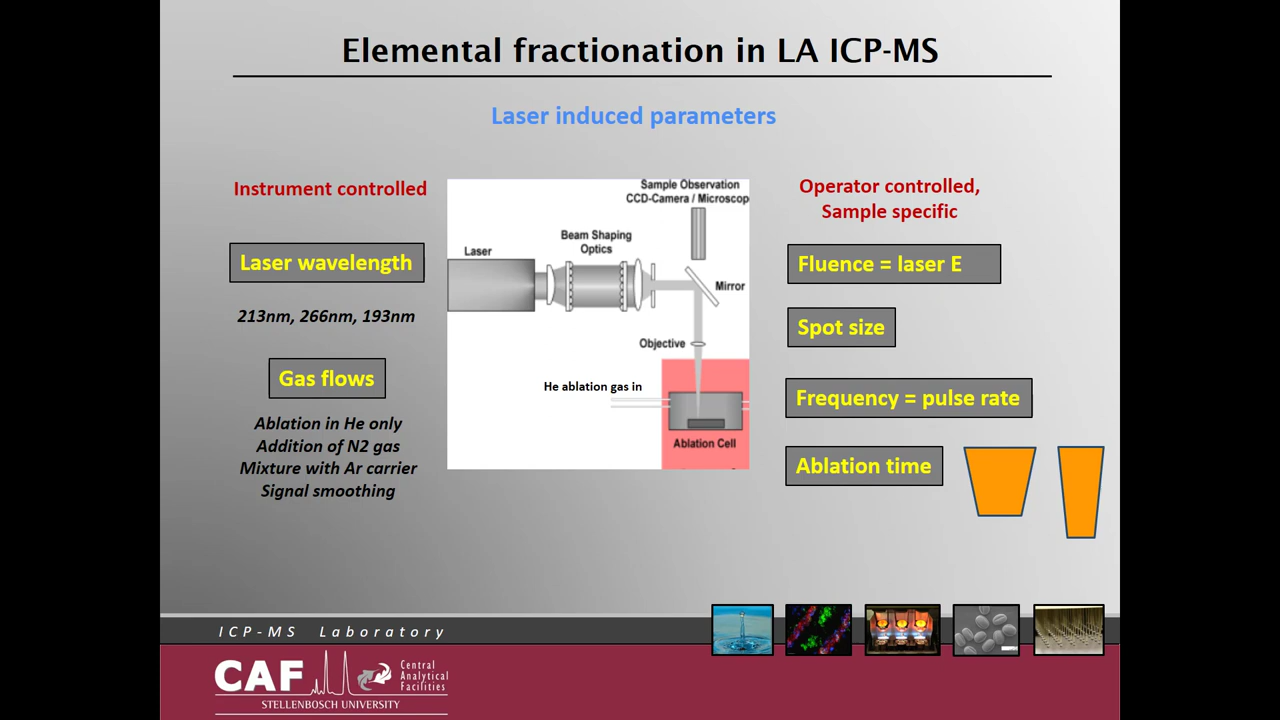 Elemental fractionation in LA ICP-MS
Laser induced parameters
Instrument controlled
Laser wavelength
213nm, 266nm, 193nm
Gas flows
Ablation in He only
Addition of N2 gas
Mixture with Ar carrier
Signal smoothing
Sample Observation
CCD-Camera / Microscop
Beam Shaping
Optics
Laser
Mirror
Objective
He ablation gas in
Ablation Cell
Operator controlled,
Sample specific
Fluence = laser E
Spot size
Frequency = pulse rate
Ablation time
ICP-MS Laboratory
CAF
Central
Analytical
Facilities
STELLENBOSCH UNIVERSITY